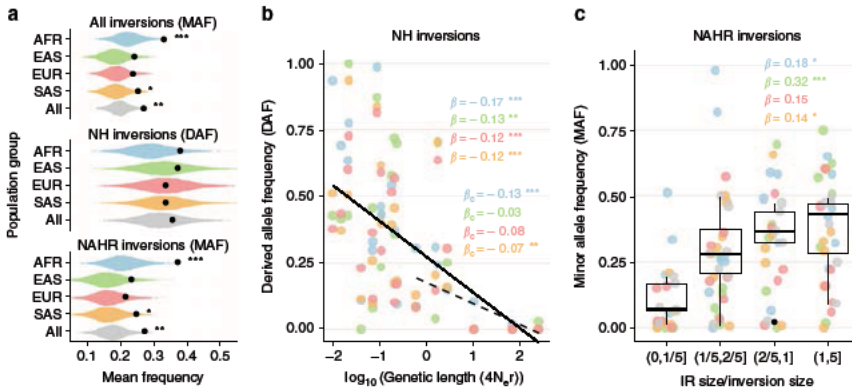 a
All inversions (MAF)
AFR
***
EAS
EUR
SAS
*
All
**
NH inversions (DAF)
AFR
EAS
EUR
SAS
All
NAHR inversions (MAF)
AFR
***
EAS
EUR
SAS
*
All
**
0.1 0.2 0.3 0.4 0.5
Mean frequency
Population group
b
NH inversions
1.00
0.75
0.50
0.25
0.00
β = − 0.17 ***
β = − 0.13 **
β = − 0.12 ***
β = − 0.12 ***
βc = − 0.13 ***
βc = − 0.03
βc = − 0.08
βc = − 0.07 **
−2 −1 0 1 2
log10 (Genetic length (4Ner))
Derived allele frequency (DAF)
c
NAHR inversions
1.00
0.75
0.50
0.25
0.00
β = 0.18 *
β = 0.32 ***
β = 0.15
β = 0.14 *
(0,1/5] (1/5,2/5] (2/5,1] (1,5]
IR size/inversion size
Minor allele frequency (MAF)